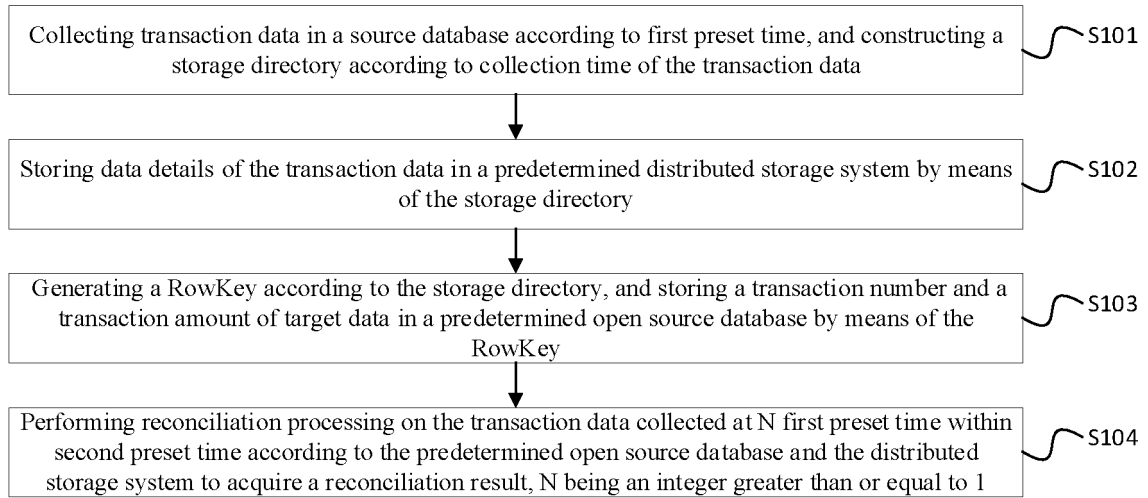 Collecting transaction data in a source database according to first preset time, and constructing a
storage directory according to collection time of the transaction data
S101
Storing data details of the transaction data in a predetermined distributed storage system by means
of the storage directory
S102
Generating a RowKey according to the storage directory, and storing a transaction number and a
transaction amount of target data in a predetermined open source database by means of the
RowKey
S103
Performing reconciliation processing on the transaction data collected at N first preset time within
second preset time according to the predetermined open source database and the distributed
storage system to acquire a reconciliation result, N being an integer greater than or equal to 1
S104